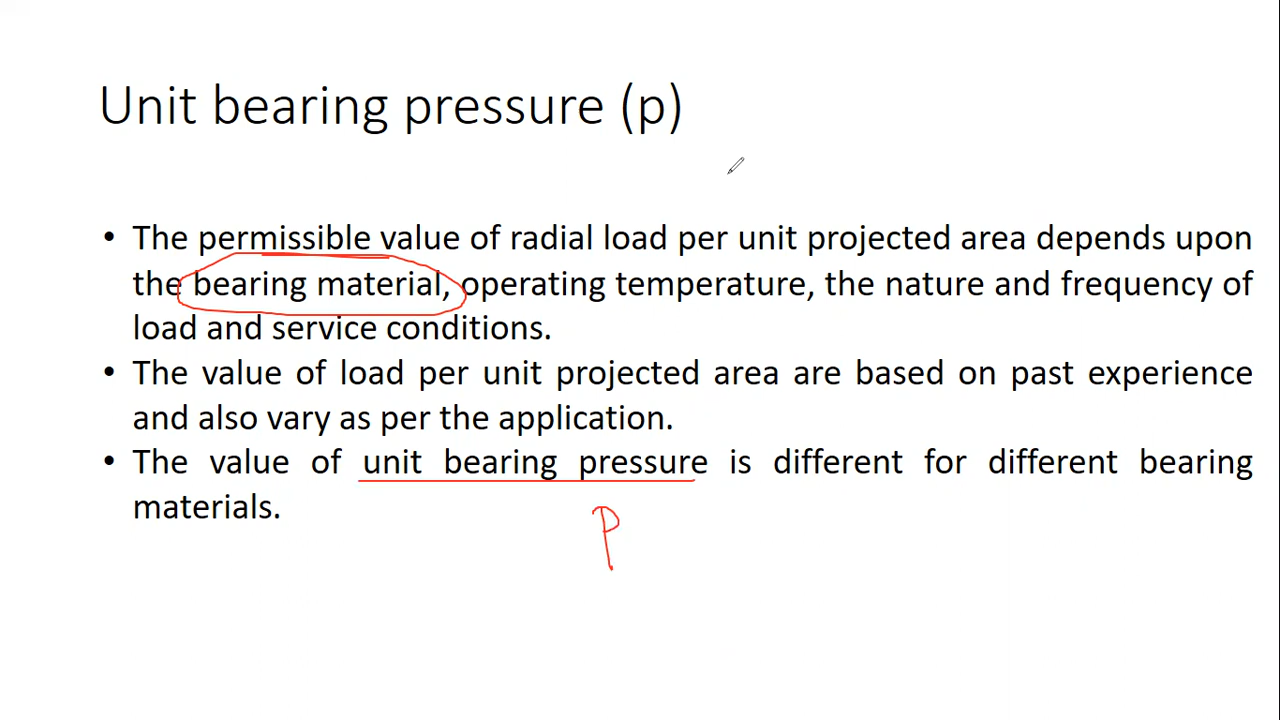 Unit bearing pressure (p)
• The permissible value of radial load per unit projected area depends upon
the bearing material, operating temperature, the nature and frequency of
load and service conditions.
• The value of load per unit projected area are based on past experience
and also vary as per the application.
• The value of unit bearing pressure is different for different bearing
materials.
P